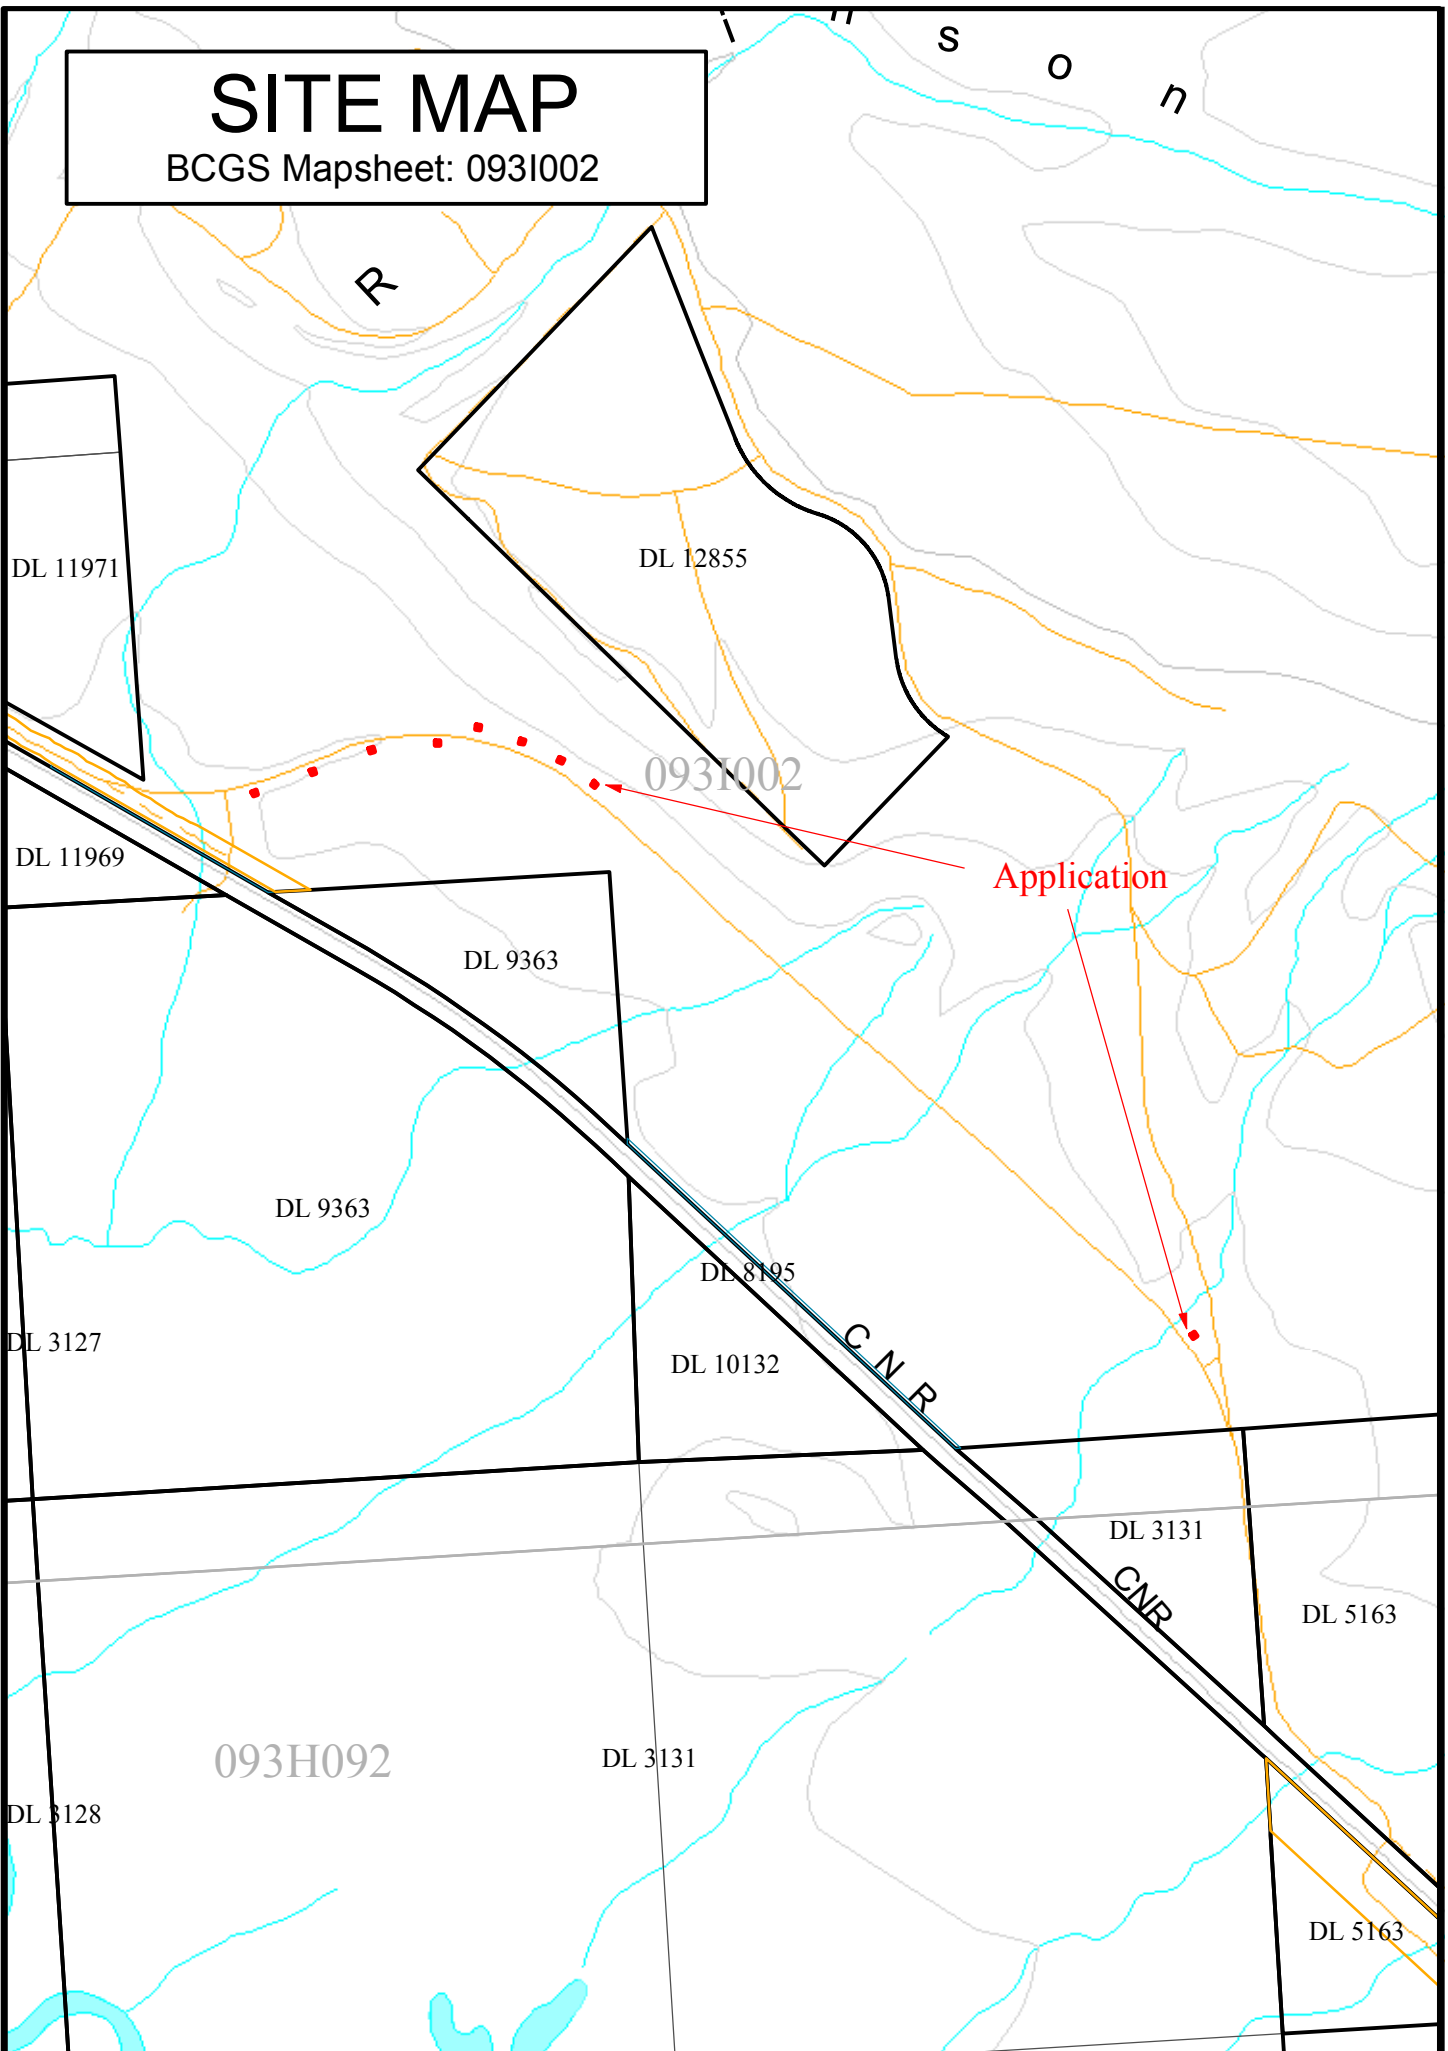 n
s
o
n
SITE MAP
BCGS Mapsheet: 093I002
R
DL 11971
DL 12855
093I002
DL 11969
Application
DL 9363
DL 9363
DL 8195
DL 3127
C N R
DL 10132
DL 3131
CNR
DL 5163
093H092
DL 3131
DL 3128
DL 5163